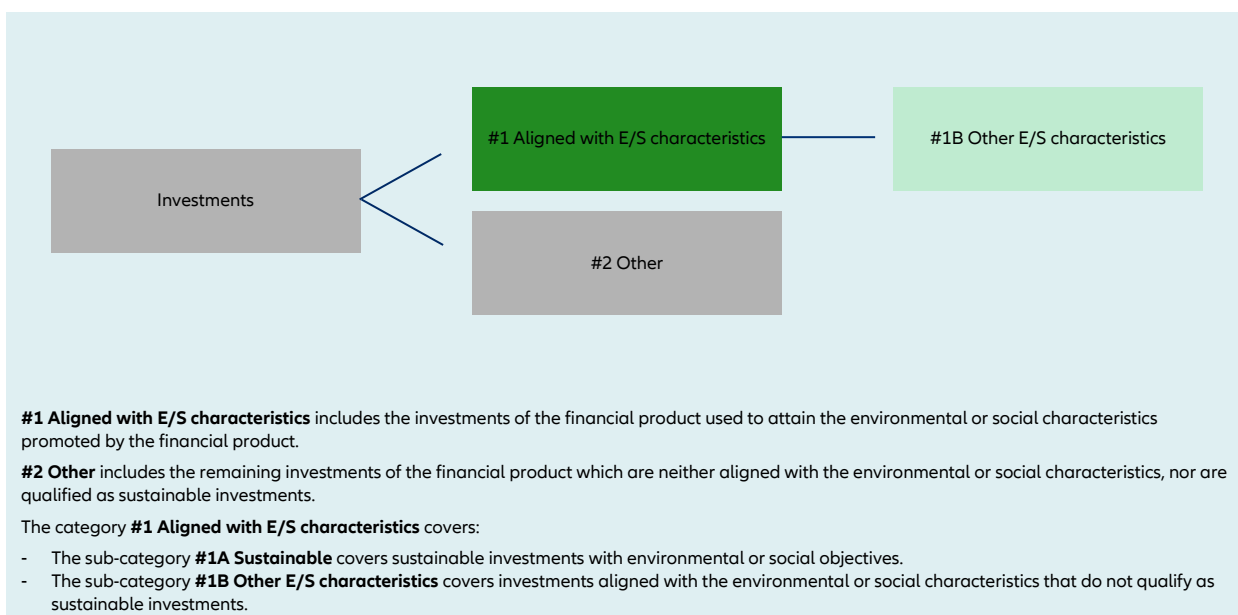 #1 Aligned with E/S characteristics
#1B Other E/S characteristics
Investments
#2 Other
#1 Aligned with E/S characteristics includes the investments of the financial product used to attain the environmental or social characteristics
promoted by the financial product.
#2 Other includes the remaining investments of the financial product which are neither aligned with the environmental or social characteristics, nor are
qualified as sustainable investments.
The category #1 Aligned with E/S characteristics covers:
- The sub-category #1A Sustainable covers sustainable investments with environmental or social objectives.
- The sub-category #1B Other E/S characteristics covers investments aligned with the environmental or social characteristics that do not qualify as
sustainable investments.